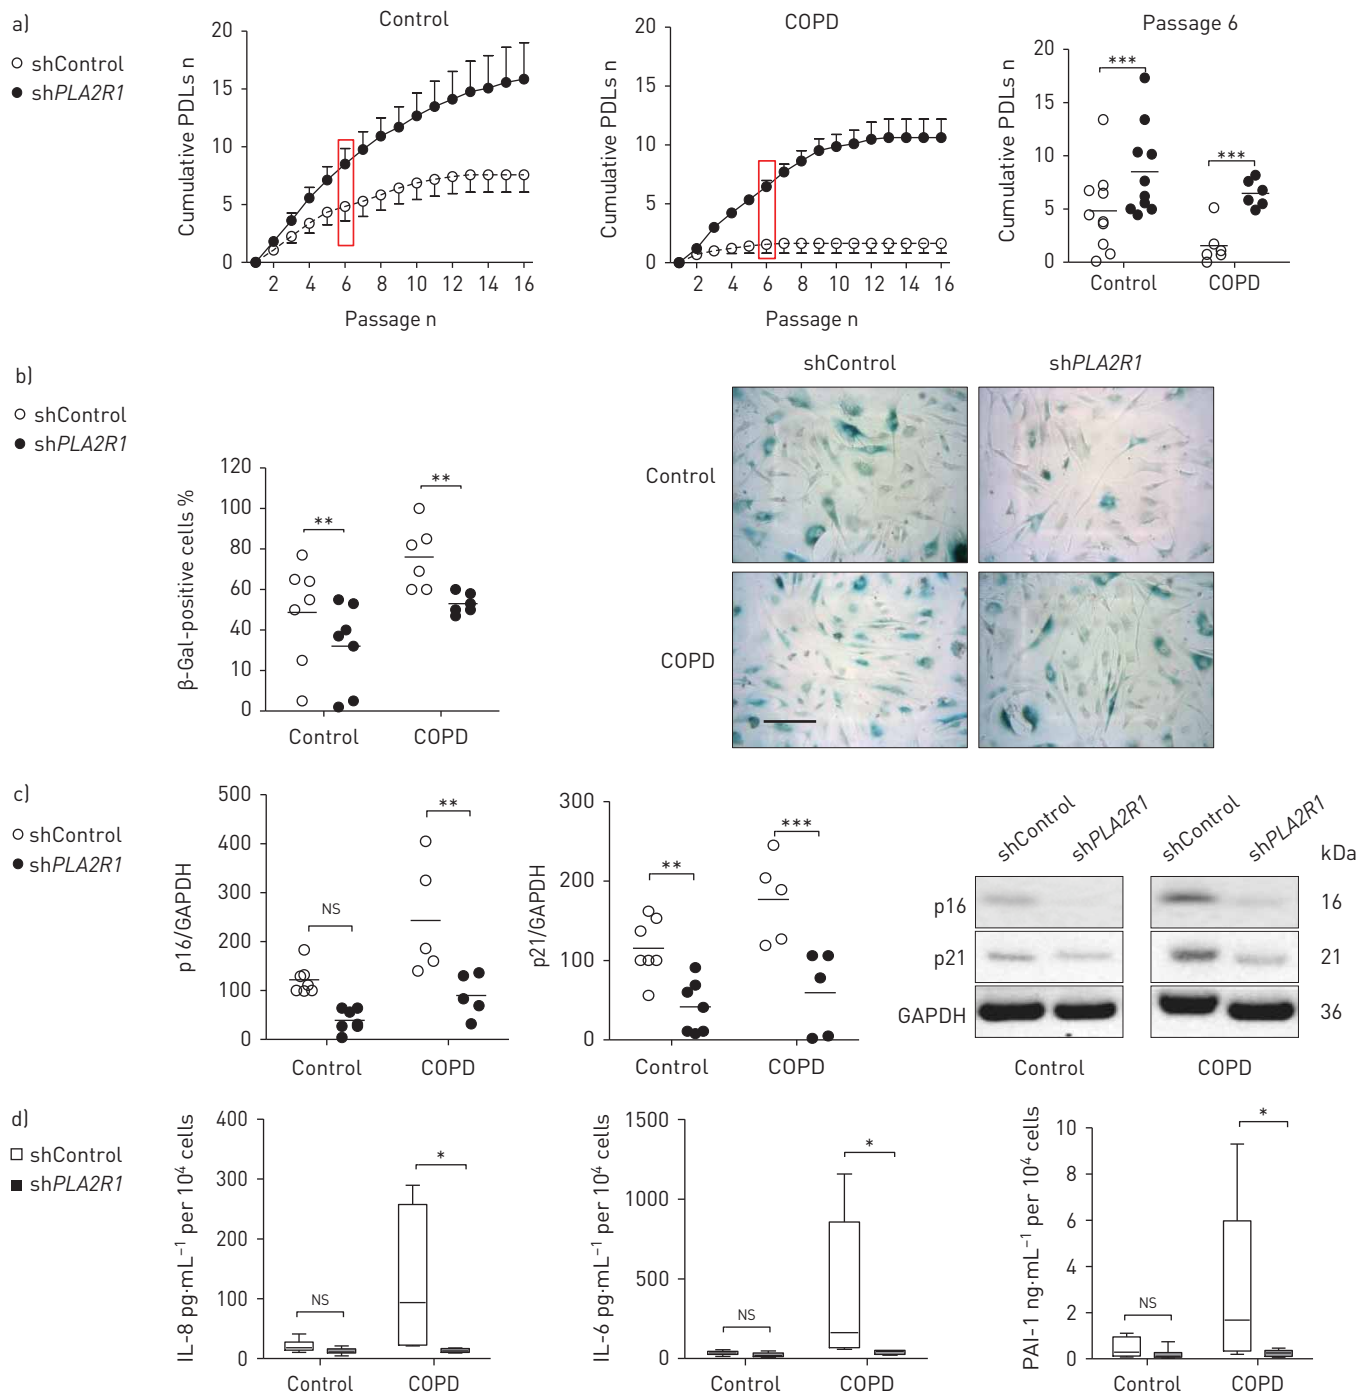 a)
shControl
shPLA2R1
Control
Cumulative PDLs n
20
15
10
5
0
2 4 6 8 10 12 14 16
Passage n
COPD
Cumulative PDLs n
20
15
10
5
0
2 4 6 8 10 12 14 16
Passage n
Passage 6
Cumulative PDLs n
20
15
10
5
0
***
***
Control COPD
b)
shControl
shPLA2R1
β-Gal-positive cells %
120
100
80
60
40
10
0
**
**
Control COPD
shControl shPLA2R1
Control
COPD
c)
shControl
shPLA2R1
p16/GAPDH
500
400
300
200
100
0
NS
**
Control COPD
p21/GAPDH
300
200
100
0
**
***
Control COPD
shControl shPLA2R1 shControl shPLA2R1 kDa
p16 16
p21 21
GAPDH 36
Control COPD
d)
shControl
shPLA2R1
IL-8 pg·mL⁻¹ per 10⁴ cells
400
300
200
100
0
NS
*
Control COPD
IL-6 pg·mL⁻¹ per 10⁴ cells
1500
1000
500
0
NS
*
Control COPD
PAI-1 ng·mL⁻¹ per 10⁴ cells
10
8
6
4
2
0
NS
*
Control COPD